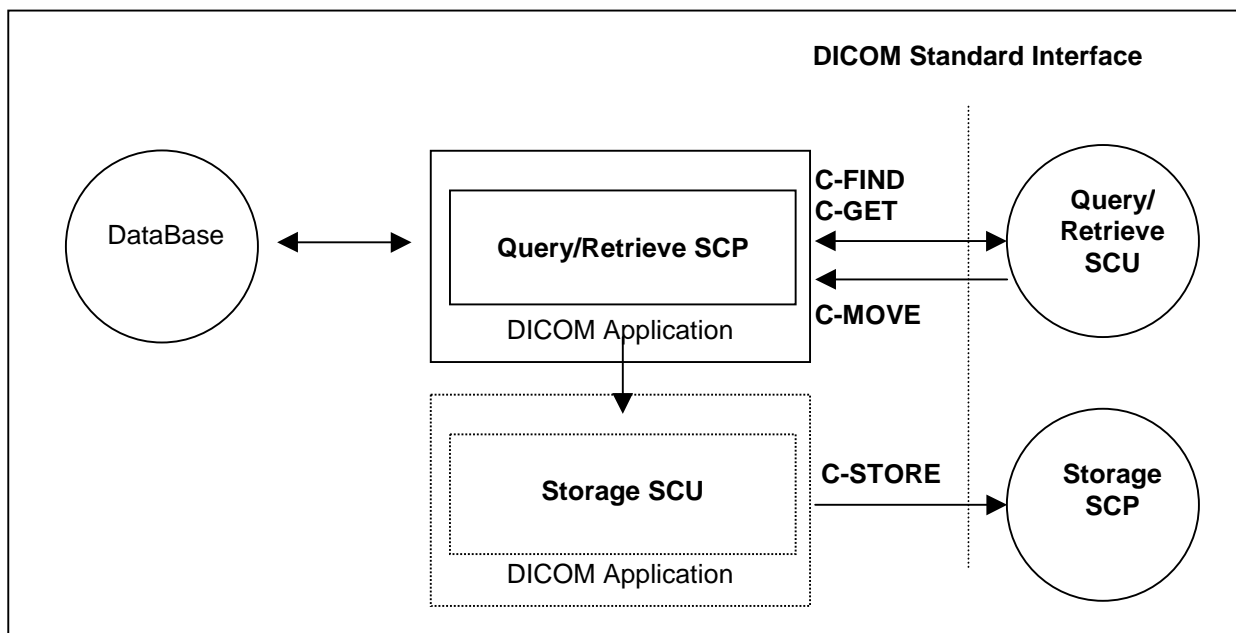 DICOM Standard Interface
DataBase
Query/Retrieve SCP
DICOM Application
C-FIND
C-GET
C-MOVE
Query/
Retrieve
SCU
Storage SCU
DICOM Application
C-STORE
Storage
SCP